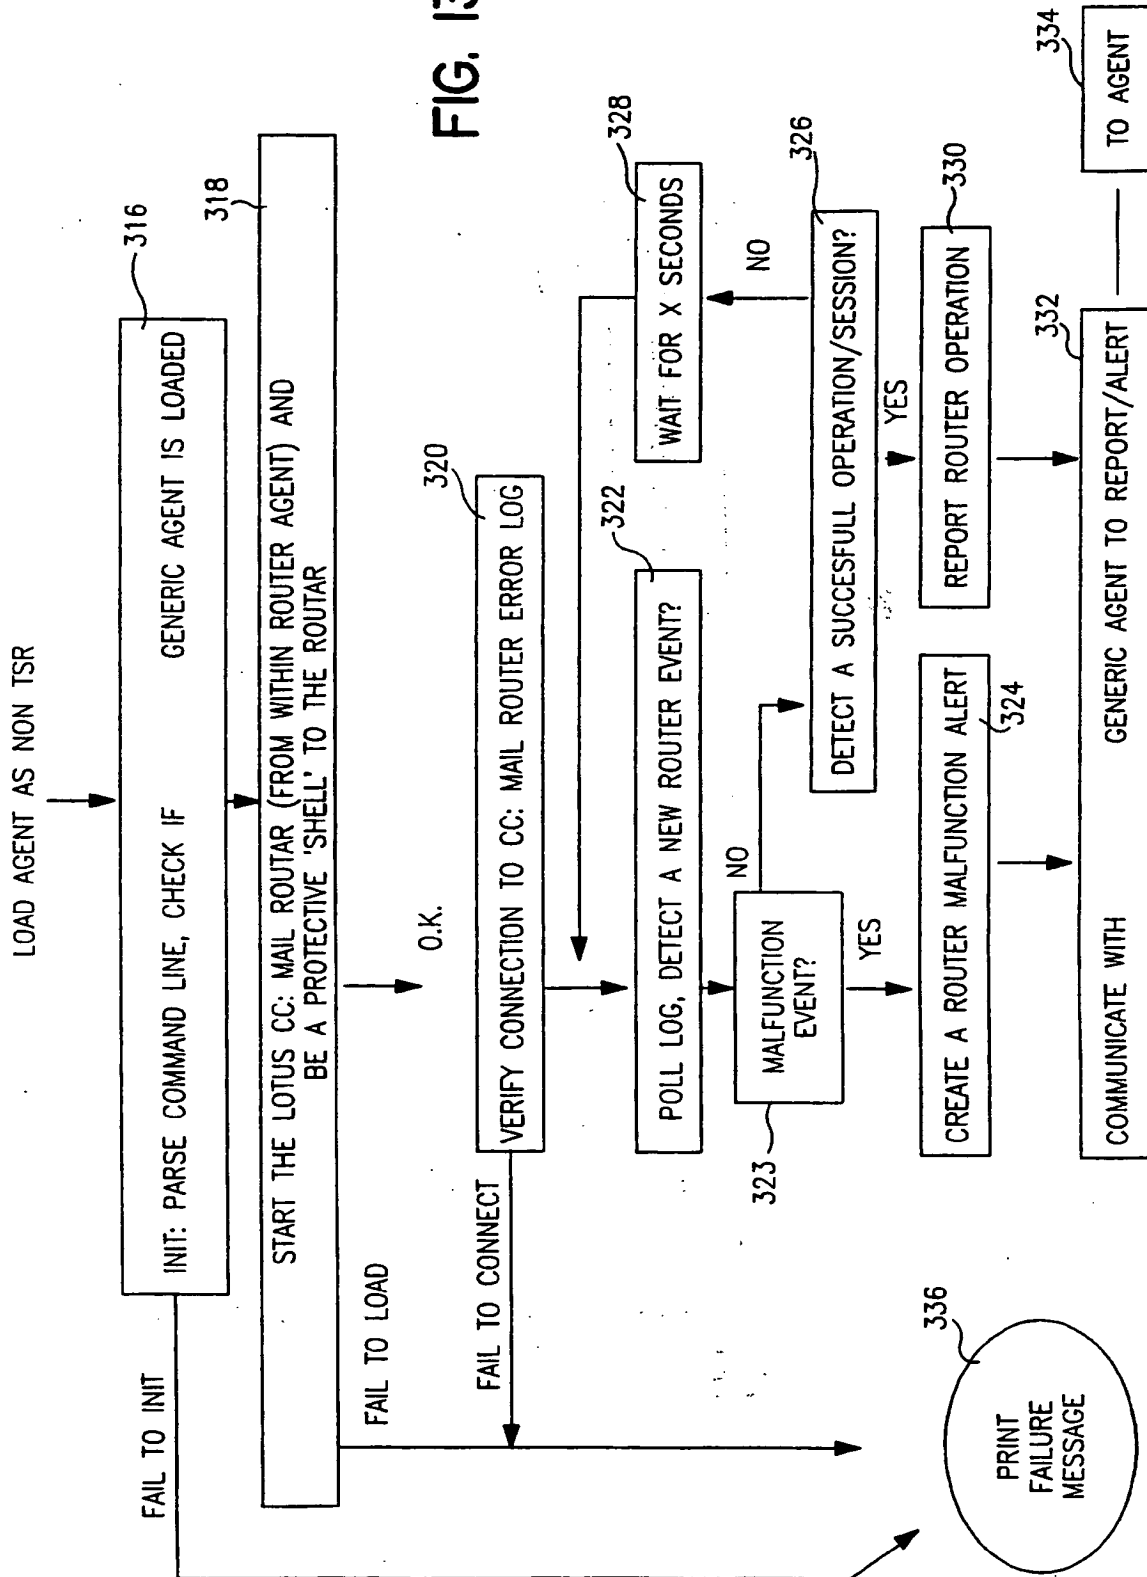 LOAD AGENT AS NON TSR
316
INIT: PARSE COMMAND LINE, CHECK IF GENERIC AGENT IS LOADED
FAIL TO INIT
318
START THE LOTUS CC: MAIL ROUTAR (FROM WITHIN ROUTER AGENT) AND
BE A PROTECTIVE 'SHELL' TO THE ROUTAR
FAIL TO LOAD
O.K.
FIG. 13
320
VERIFY CONNECTION TO CC: MAIL ROUTER ERROR LOG
FAIL TO CONNECT
322
POLL LOG, DETECT A NEW ROUTER EVENT?
328
WAIT FOR X SECONDS
NO
323
MALFUNCTION
EVENT?
NO
YES
326
DETECT A SUCCESFULL OPERATION/SESSION?
YES
324
CREATE A ROUTER MALFUNCTION ALERT
330
REPORT ROUTER OPERATION
332
COMMUNICATE WITH GENERIC AGENT TO REPORT/ALERT
334
TO AGENT
336
PRINT
FAILURE
MESSAGE